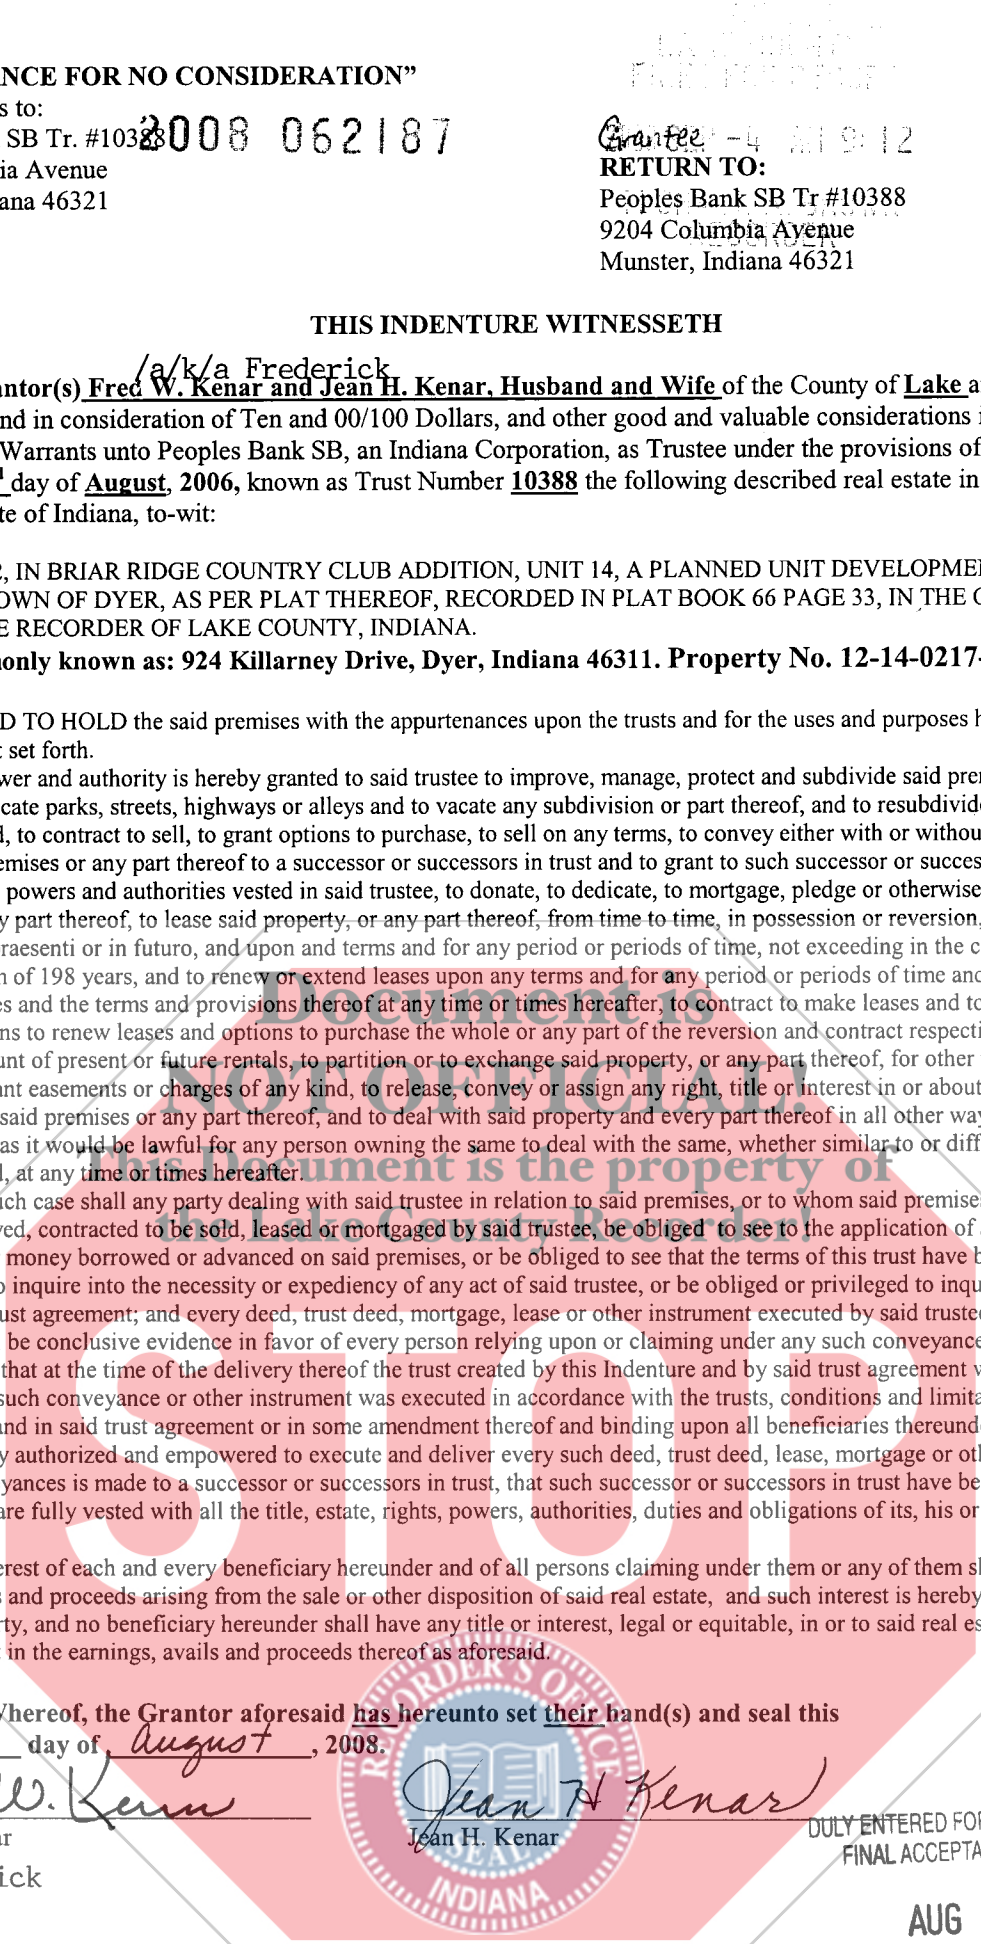 NCE FOR NO CONSIDERATION”
s to:
SB Tr. #10388
2008 062187
ia Avenue
ana 46321
Grantee
-4 A 9:12
RETURN TO:
Peoples Bank SB Tr #10388
9204 Columbia Avenue
RECORDER
Munster, Indiana 46321
THIS INDENTURE WITNESSETH
/a/k/a Frederick
antor(s) Fred W. Kenar and Jean H. Kenar, Husband and Wife of the County of Lake a
nd in consideration of Ten and 00/100 Dollars, and other good and valuable considerations i
Warrants unto Peoples Bank SB, an Indiana Corporation, as Trustee under the provisions of
day of August, 2006, known as Trust Number 10388 the following described real estate in
te of Indiana, to-wit:
2, IN BRIAR RIDGE COUNTRY CLUB ADDITION, UNIT 14, A PLANNED UNIT DEVELOPME
OWN OF DYER, AS PER PLAT THEREOF, RECORDED IN PLAT BOOK 66 PAGE 33, IN THE O
E RECORDER OF LAKE COUNTY, INDIANA.
only known as: 924 Killarney Drive, Dyer, Indiana 46311. Property No. 12-14-0217-
D TO HOLD the said premises with the appurtenances upon the trusts and for the uses and purposes h
t set forth.
wer and authority is hereby granted to said trustee to improve, manage, protect and subdivide said pre
cate parks, streets, highways or alleys and to vacate any subdivision or part thereof, and to resubdivid
d, to contract to sell, to grant options to purchase, to sell on any terms, to convey either with or withou
emises or any part thereof to a successor or successors in trust and to grant to such successor or succes
powers and authorities vested in said trustee, to donate, to dedicate, to mortgage, pledge or otherwise
y part thereof, to lease said property, or any part thereof, from time to time, in possession or reversion,
raesenti or in futuro, and upon and terms and for any period or periods of time, not exceeding in the c
n of 198 years, and to renew or extend leases upon any terms and for any period or periods of time and
es and the terms and provisions thereof at any time or times hereafter, to contract to make leases and to
ns to renew leases and options to purchase the whole or any part of the reversion and contract respecti
unt of present or future rentals, to partition or to exchange said property, or any part thereof, for other
ant easements or charges of any kind, to release, convey or assign any right, title or interest in or about
said premises or any part thereof, and to deal with said property and every part thereof in all other way
as it would be lawful for any person owning the same to deal with the same, whether similar to or diff
l, at any time or times hereafter.
Document is
NOT OFFICIAL!
This Document is the property of
the Lake County Recorder!
ich case shall any party dealing with said trustee in relation to said premises, or to whom said premise
yed, contracted to be sold, leased or mortgaged by said trustee, be obliged to see to the application of
money borrowed or advanced on said premises, or be obliged to see that the terms of this trust have b
o inquire into the necessity or expediency of any act of said trustee, or be obliged or privileged to inqu
ust agreement; and every deed, trust deed, mortgage, lease or other instrument executed by said truste
be conclusive evidence in favor of every person relying upon or claiming under any such conveyance
that at the time of the delivery thereof the trust created by this Indenture and by said trust agreement v
such conveyance or other instrument was executed in accordance with the trusts, conditions and limita
and in said trust agreement or in some amendment thereof and binding upon all beneficiaries thereund
y authorized and empowered to execute and deliver every such deed, trust deed, lease, mortgage or oth
yances is made to a successor or successors in trust, that such successor or successors in trust have be
are fully vested with all the title, estate, rights, powers, authorities, duties and obligations of its, his or
STOP
erest of each and every beneficiary hereunder and of all persons claiming under them or any of them sh
and proceeds arising from the sale or other disposition of said real estate, and such interest is hereby
rty, and no beneficiary hereunder shall have any title or interest, legal or equitable, in or to said real es
in the earnings, avails and proceeds thereof as aforesaid.
Whereof, the Grantor aforesaid has hereunto set their hand(s) and seal this
day of August, 2008.
W. Kenar
Jean H Kenar
ar
Jean H. Kenar
ick
RECORDER'S OFFICE
SEAL
INDIANA
DULY ENTERED FOR
FINAL ACCEPTA
AUG